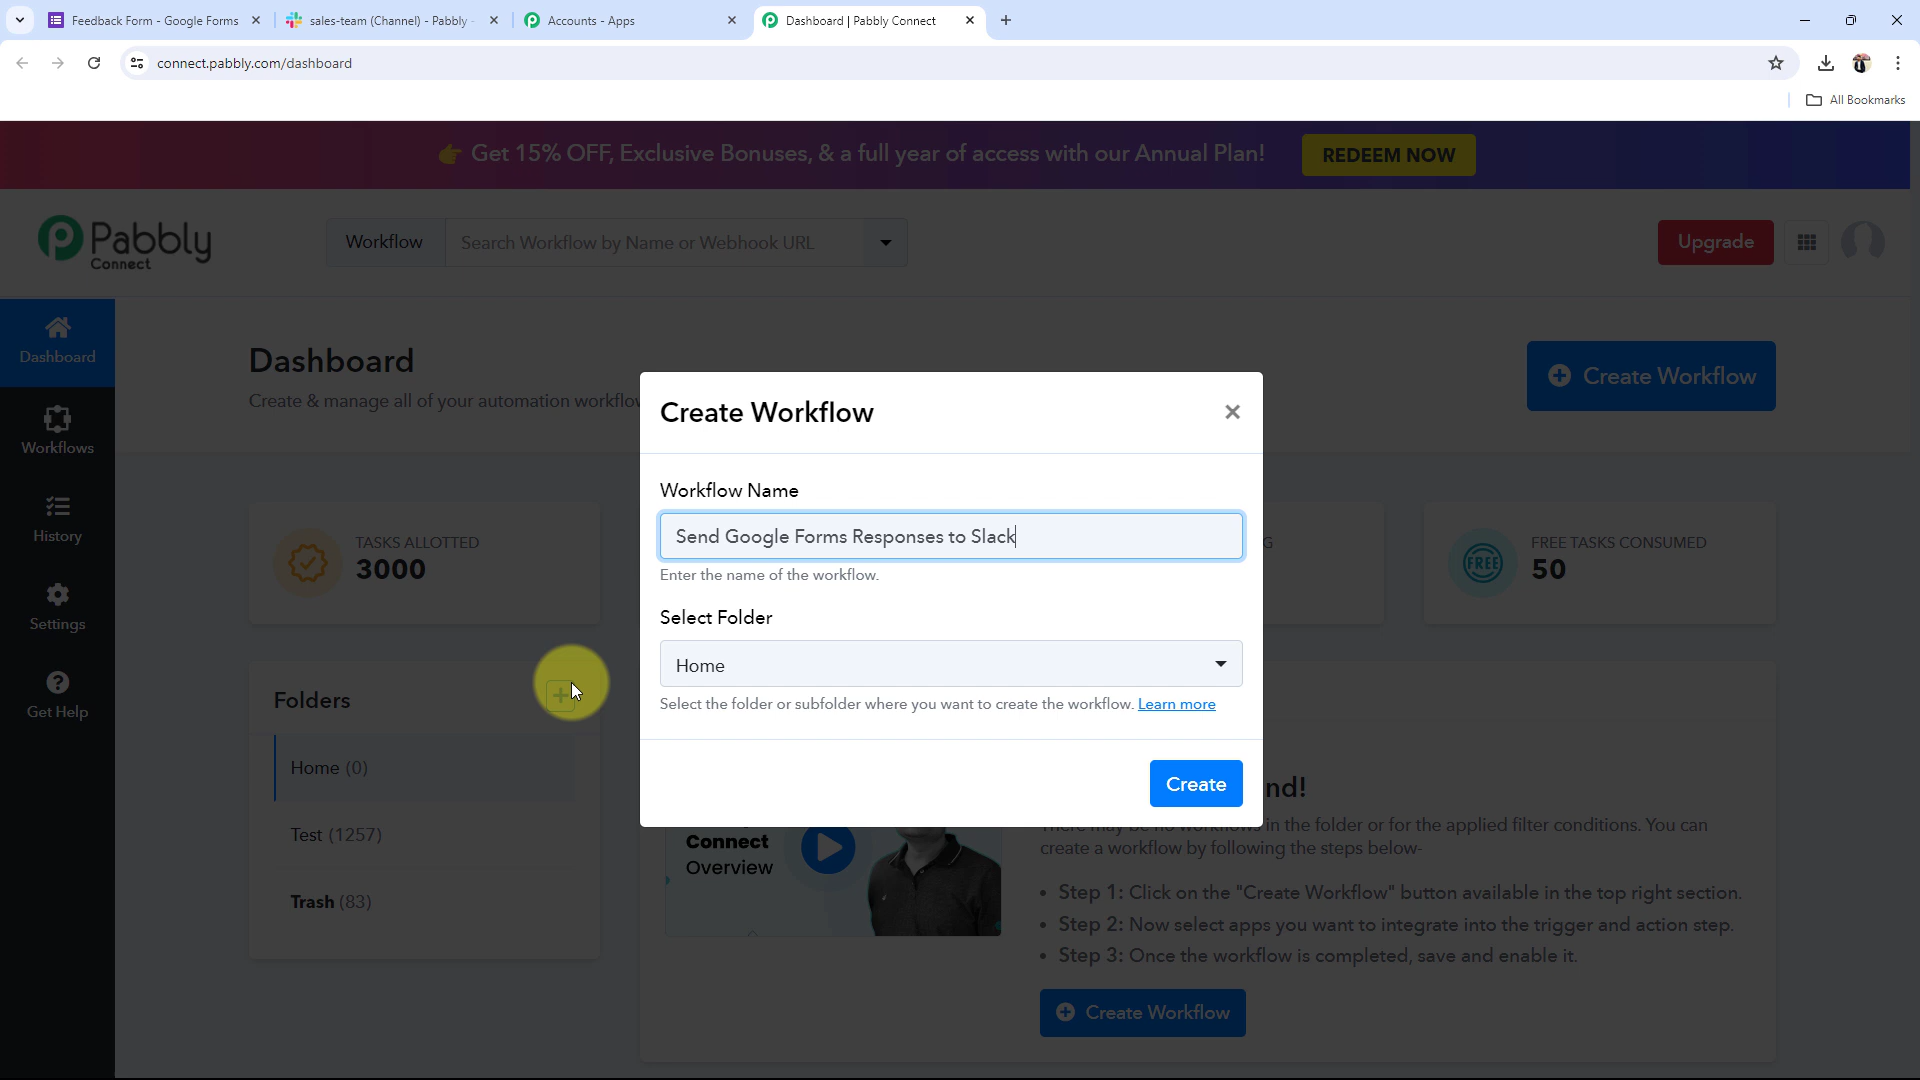 Feedback Form - Google Forms
sales-team (Channel) - Pabbly
Accounts - Apps
Dashboard | Pabbly Connect
connect.pabbly.com/dashboard
All Bookmarks
Get 15% OFF, Exclusive Bonuses, & a full year of access with our Annual Plan!
REDEEM NOW
Pabbly
Connect
Workflow
Search Workflow by Name or Webhook URL
Upgrade
Dashboard
Workflows
History
Settings
Get Help
Dashboard
Create & manage all of your automation
Create Workflow
TASKS ALLOTTED
3000
G
FREE
FREE TASKS CONSUMED
50
Folders
Home (0)
Test (1257)
Trash (83)
Create Workflow
Workflow Name
Send Google Forms Responses to Slack
Enter the name of the workflow.
Select Folder
Home
Select the folder or subfolder where you want to create the workflow. Learn more
Create
Connect
Overview
nd!
in the folder or for the applied filter conditions. You can
create a workflow by following the steps below-
• Step 1: Click on the "Create Workflow" button available in the top right section.
• Step 2: Now select apps you want to integrate into the trigger and action step.
• Step 3: Once the workflow is completed, save and enable it.
Create Workflow